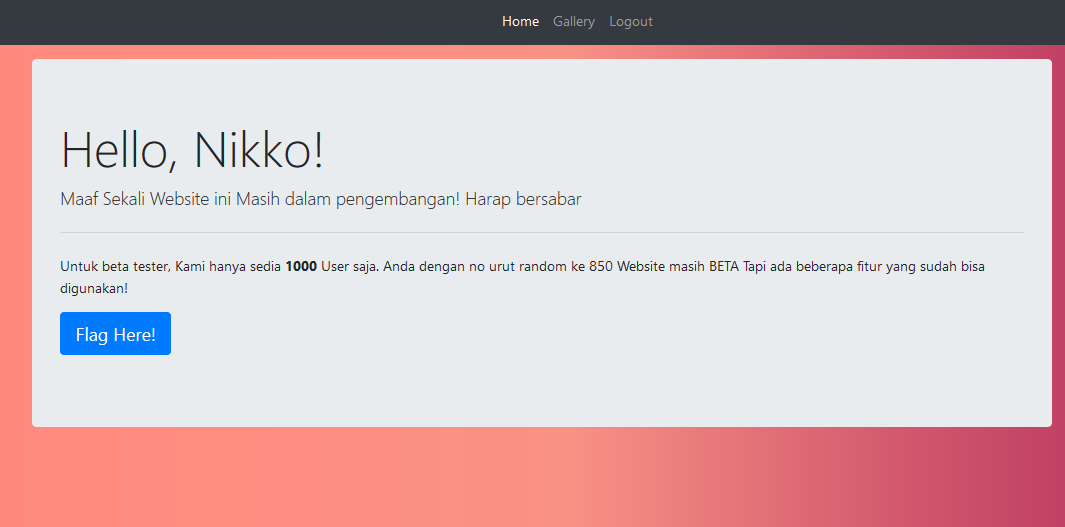 Home Gallery Logout
Hello, Nikko!
Maaf Sekali Website ini Masih dalam pengembangan! Harap bersabar
Untuk beta tester, Kami hanya sedia 1000 User saja. Anda dengan no urut random ke 850 Website masih BETA Tapi ada beberapa fitur yang sudah bisa
digunakan!
Flag Here!